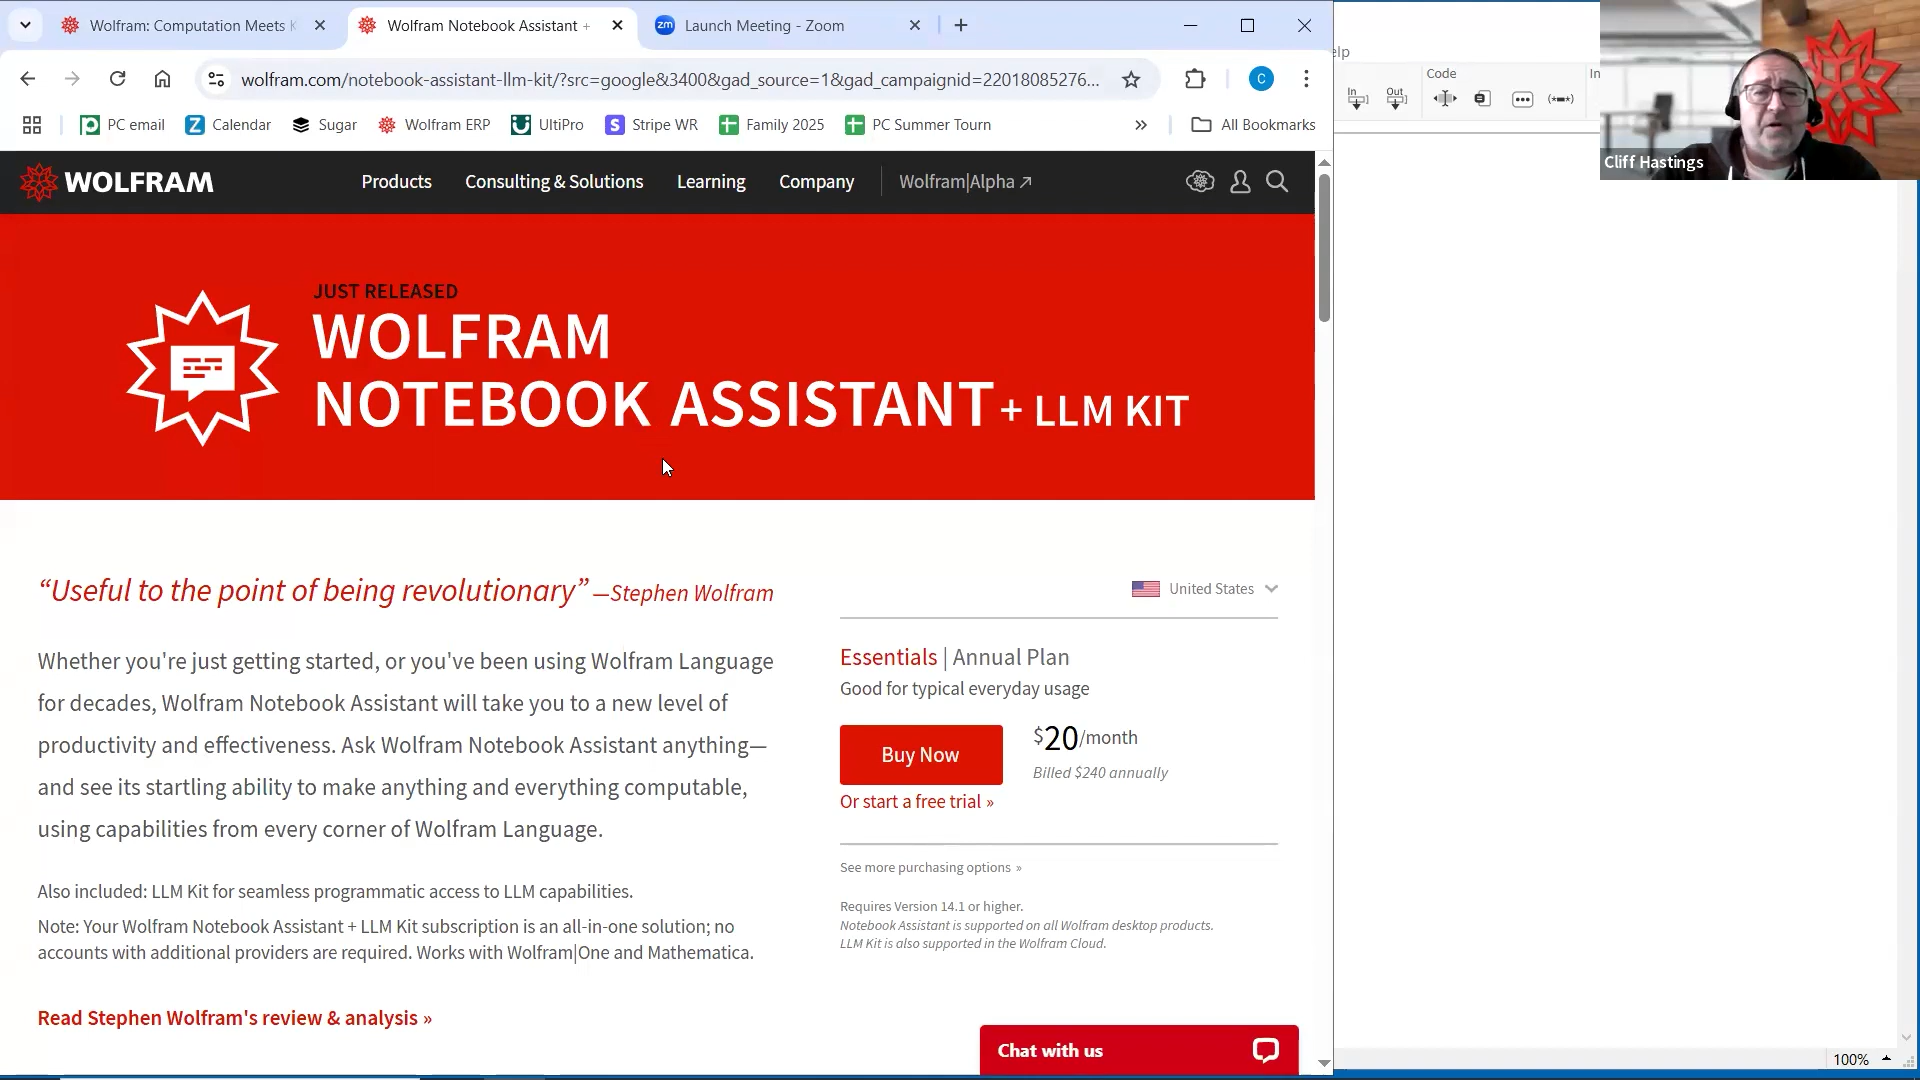 Wolfram: Computation Meets K
Wolfram Notebook Assistant +
zm Launch Meeting - Zoom
wolfram.com/notebook-assistant-llm-kit/?src=google&3400&gad_source=1&gad_campaignid=22018085276...
C
PC email
Calendar
Sugar
Wolfram ERP
UltiPro
Stripe WR
Family 2025
PC Summer Tourn
»
All Bookmarks
WOLFRAM
Products
Consulting & Solutions
Learning
Company
Wolfram|Alpha ↗
JUST RELEASED
WOLFRAM
NOTEBOOK ASSISTANT + LLM KIT
“Useful to the point of being revolutionary” —Stephen Wolfram
Whether you're just getting started, or you've been using Wolfram Language
for decades, Wolfram Notebook Assistant will take you to a new level of
productivity and effectiveness. Ask Wolfram Notebook Assistant anything—
and see its startling ability to make anything and everything computable,
using capabilities from every corner of Wolfram Language.
Also included: LLM Kit for seamless programmatic access to LLM capabilities.
Note: Your Wolfram Notebook Assistant + LLM Kit subscription is an all-in-one solution; no
accounts with additional providers are required. Works with Wolfram|One and Mathematica.
Read Stephen Wolfram's review & analysis »
United States
Essentials | Annual Plan
Good for typical everyday usage
Buy Now
$20/month
Billed $240 annually
Or start a free trial »
See more purchasing options »
Requires Version 14.1 or higher.
Notebook Assistant is supported on all Wolfram desktop products.
LLM Kit is also supported in the Wolfram Cloud.
Chat with us
elp
Code
In
In
Out
Cliff Hastings
100%